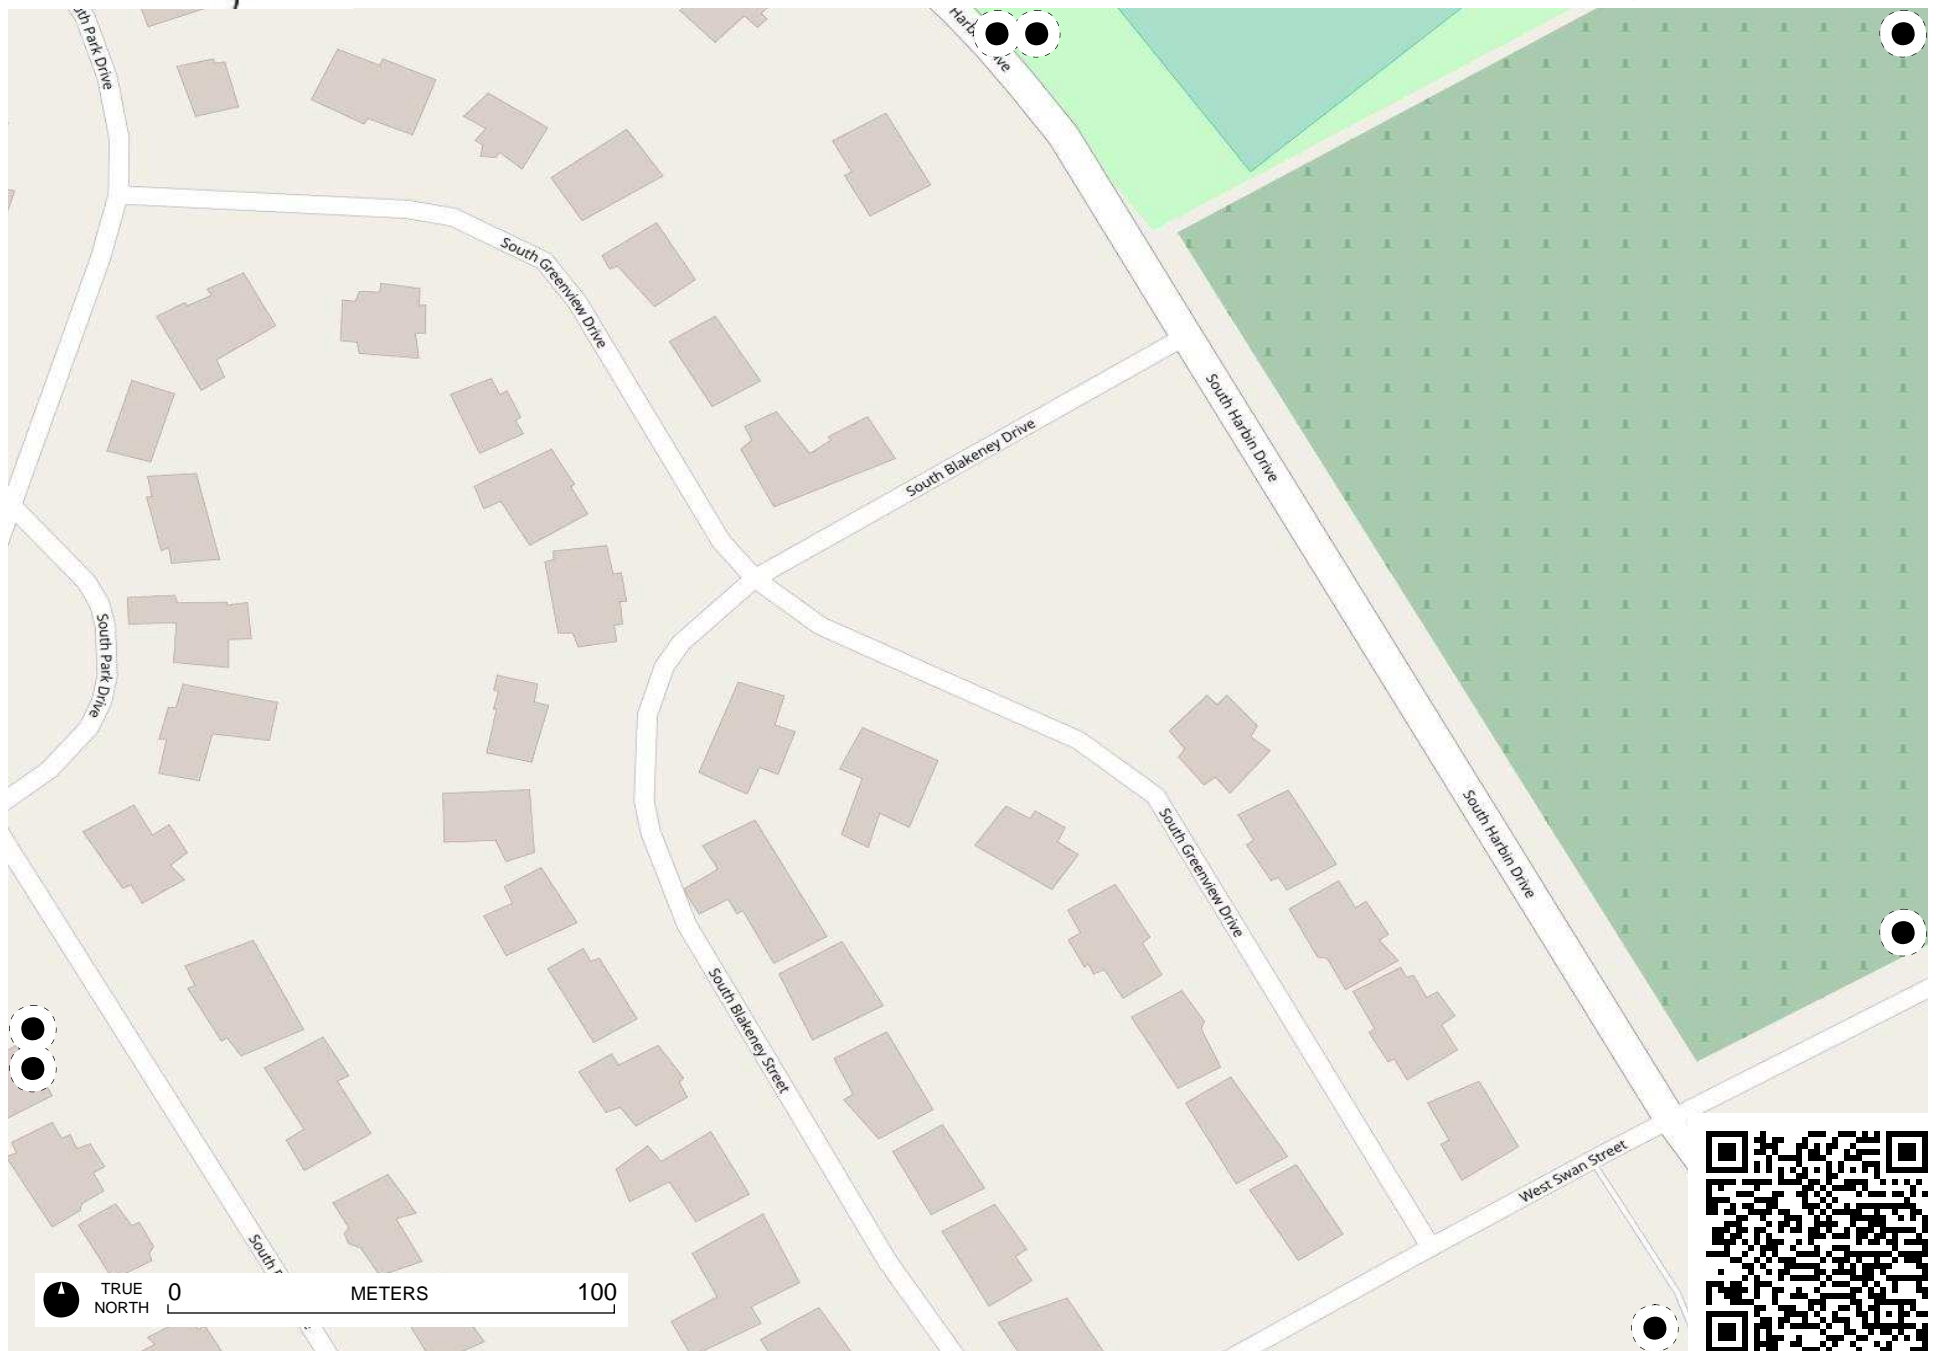 Park Drive
South Greenview Drive
South Blakeney Drive
South Harbin Drive
South Park Drive
South Harbin Drive
South Greenview Drive
South Blakeney Street
West Swan Street
South
TRUE NORTH
0 METERS 100